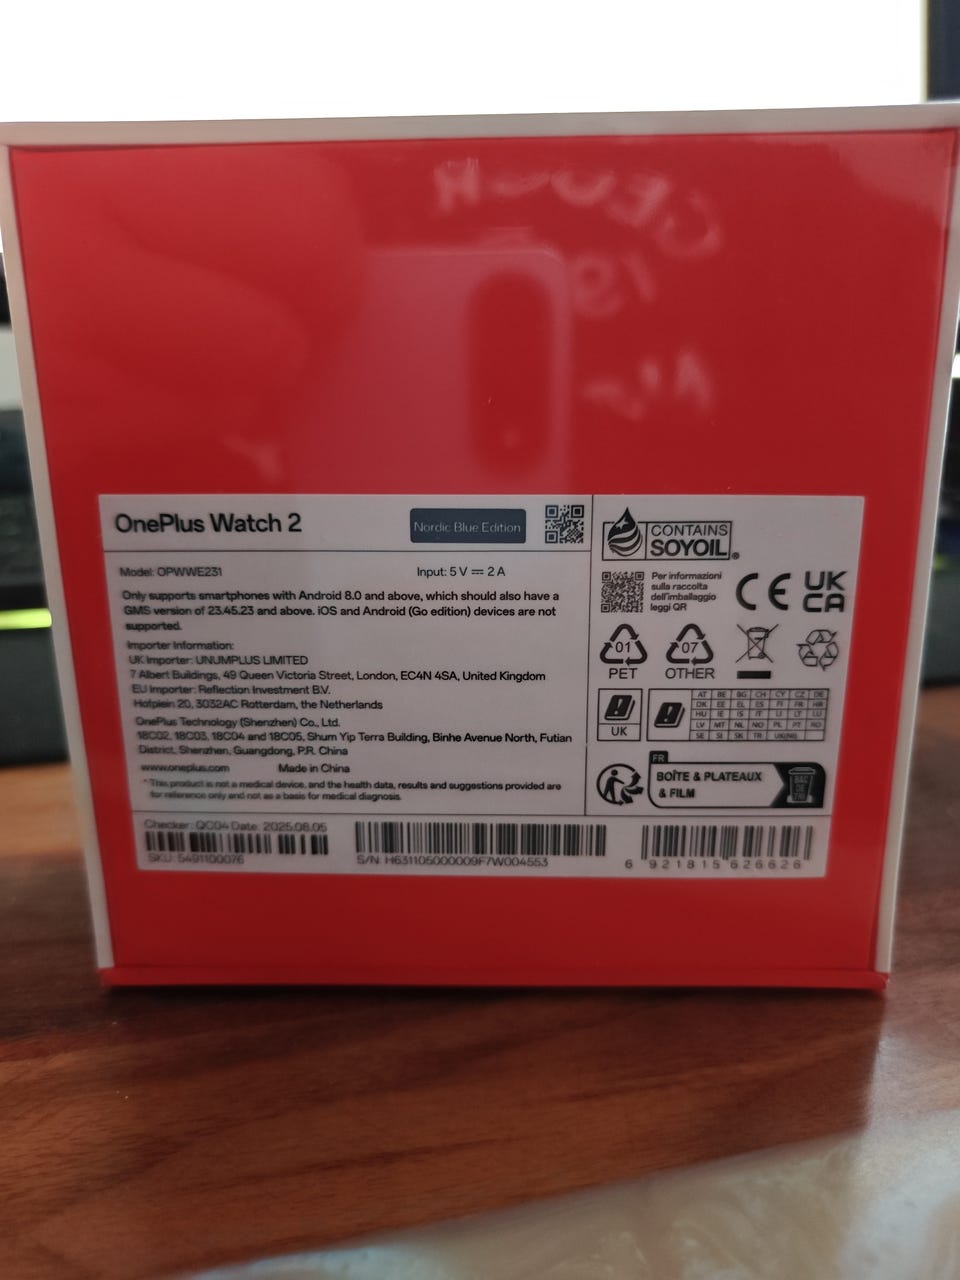 OnePlus Watch 2
Nordic Blue Edition
Model: OPWWE231
Input: 5 V ⎓ 2 A
Only supports smartphones with Android 8.0 and above, which should also have a
GMS version of 23.45.23 and above. iOS and Android (Go edition) devices are not
supported.
Importer Information:
UK Importer: UNUMPLUS LIMITED
7 Albert Buildings, 49 Queen Victoria Street, London, EC4N 4SA, United Kingdom
EU Importer: Reflection Investment B.V.
Hofplein 20, 3032AC Rotterdam, the Netherlands
OnePlus Technology (Shenzhen) Co., Ltd.
18C02, 18C03, 18C04 and 18C05, Shum Yip Terra Building, Binhe Avenue North, Futian
District, Shenzhen, Guangdong, P.R. China
www.oneplus.com
Made in China
* This product is not a medical device, and the health data, results and suggestions provided are
for reference only and not as a basis for medical diagnosis.
Checker: QC04 Date: 2025.08.05
SKU: 5491100076
S/N: H631105000009F7W004553
6 921815 626626
CONTAINS
SOYOIL®
Per informazioni
sulla raccolta
dell'imballaggio
leggi QR
CE
UK
CA
01
PET
07
OTHER
UK
AT BE BG CH CY CZ DE
DK EE EL ES FI FR HR
HU IE IS IT LI LT LU
LV MT NL NO PL PT RO
SE SI SK TR UK(NI)
FR
BOÎTE & PLATEAUX
& FILM
BAC
DE
TRI